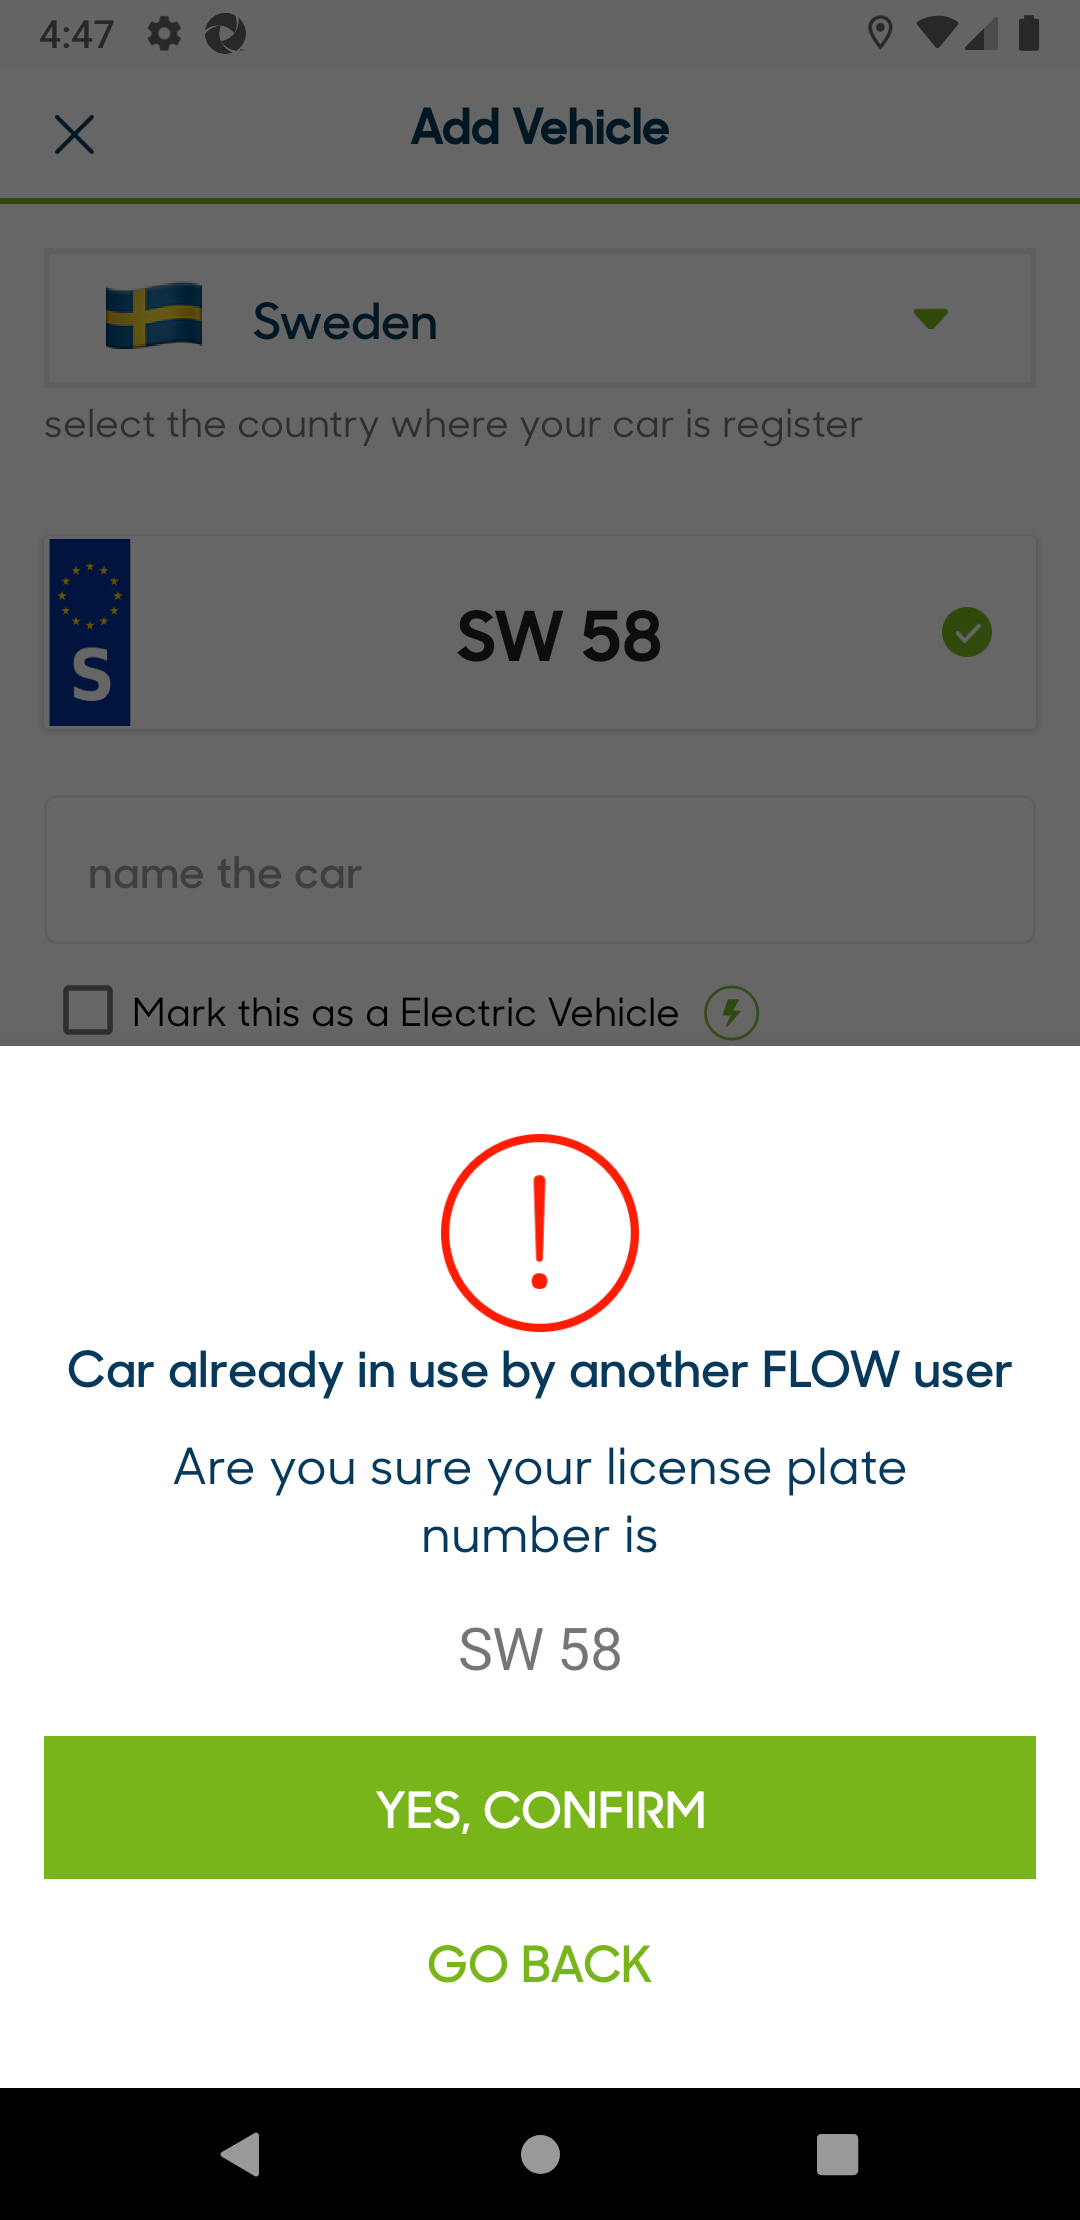 4:47
Add Vehicle
Sweden
select the country where your car is register
S
SW 58
name the car
Mark this as a Electric Vehicle
Car already in use by another FLOW user
Are you sure your license plate
number is
SW 58
YES, CONFIRM
GO BACK